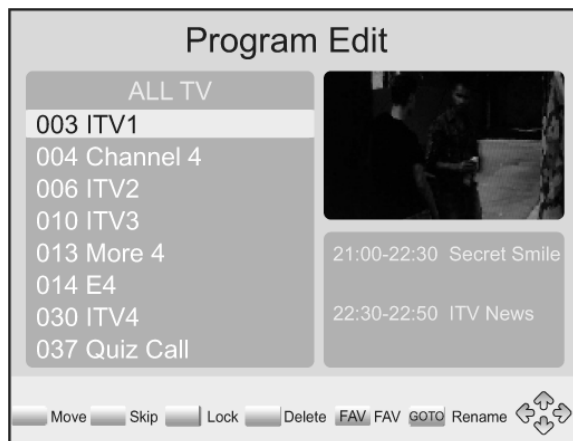 Program Edit
ALL TV
003 ITV1
004 Channel 4
006 ITV2
010 ITV3
013 More 4
014 E4
030 ITV4
037 Quiz Call
21:00-22:30 Secret Smile
22:30-22:50 ITV News
Move Skip Lock Delete FAV FAV GOTO Rename